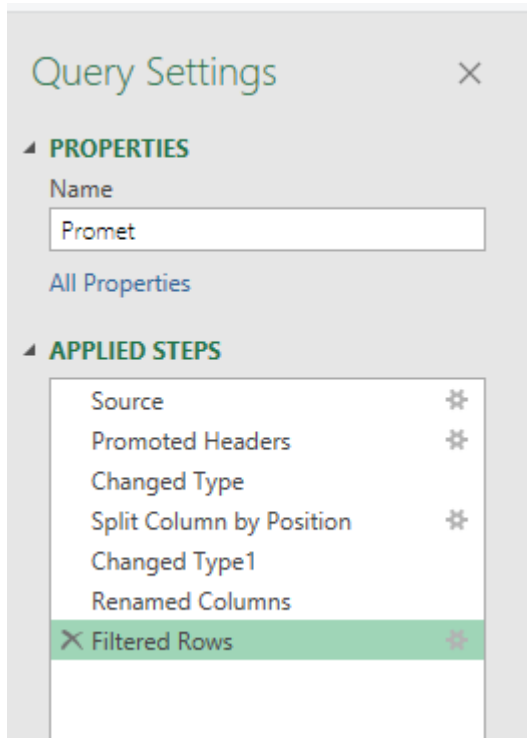 Query Settings
PROPERTIES
Name
Promet
All Properties
APPLIED STEPS
Source
Promoted Headers
Changed Type
Split Column by Position
Changed Type1
Renamed Columns
Filtered Rows